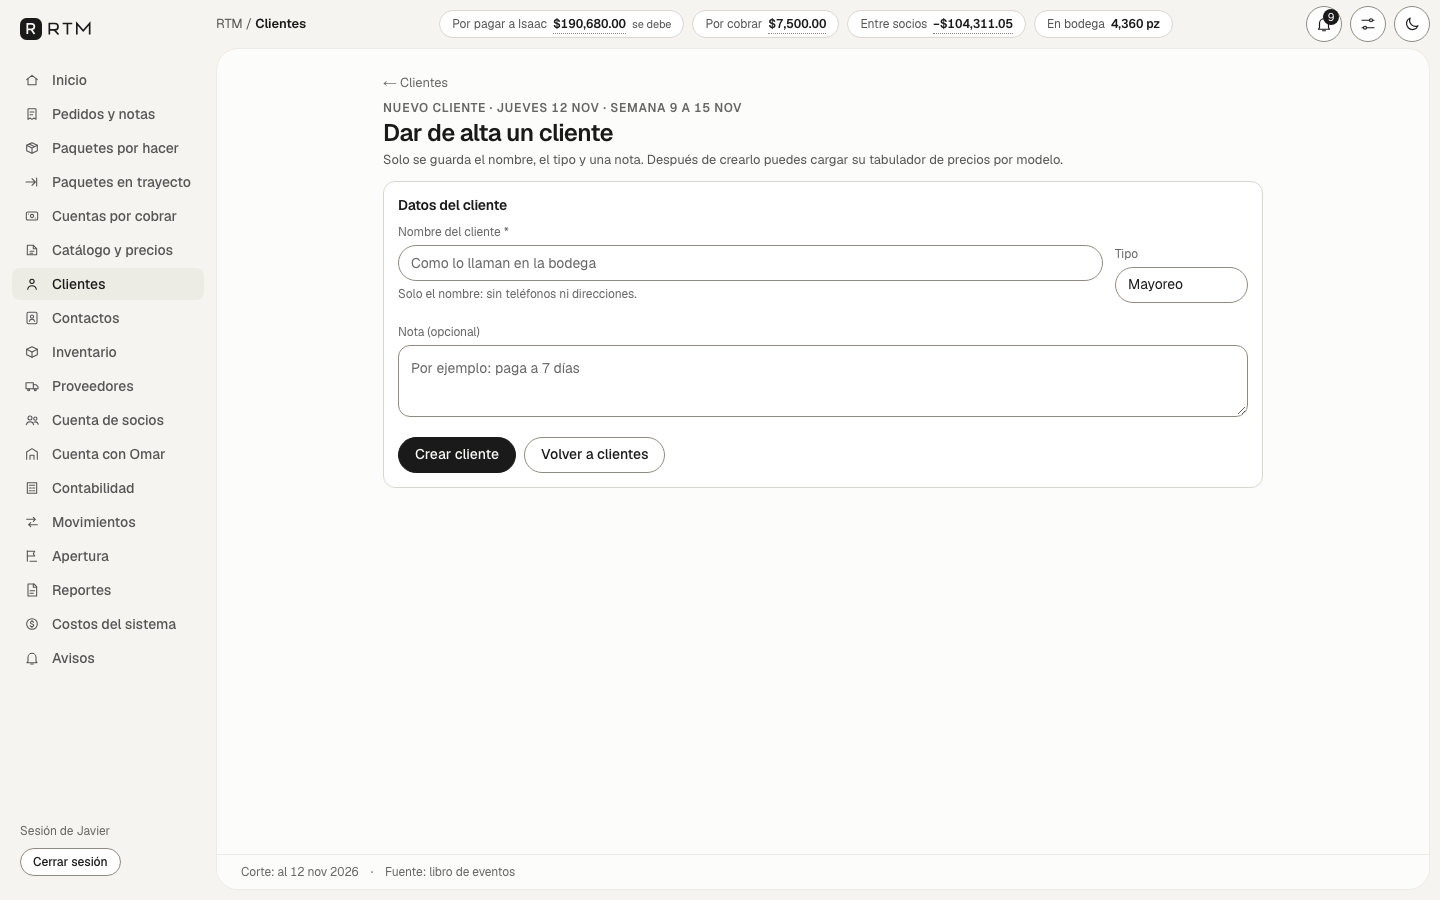 R RTM
RTM / Clientes
Por pagar a Isaac $190,680.00 se debe
Por cobrar $7,500.00
Entre socios −$104,311.05
En bodega 4,360 pz
9
Inicio
Pedidos y notas
Paquetes por hacer
Paquetes en trayecto
Cuentas por cobrar
Catálogo y precios
Clientes
Contactos
Inventario
Proveedores
Cuenta de socios
Cuenta con Omar
Contabilidad
Movimientos
Apertura
Reportes
Costos del sistema
Avisos
Sesión de Javier
Cerrar sesión
← Clientes
NUEVO CLIENTE · JUEVES 12 NOV · SEMANA 9 A 15 NOV
Dar de alta un cliente
Solo se guarda el nombre, el tipo y una nota. Después de crearlo puedes cargar su tabulador de precios por modelo.
Datos del cliente
Nombre del cliente *
Como lo llaman en la bodega
Solo el nombre: sin teléfonos ni direcciones.
Tipo
Mayoreo
Nota (opcional)
Por ejemplo: paga a 7 días
Crear cliente
Volver a clientes
Corte: al 12 nov 2026 · Fuente: libro de eventos